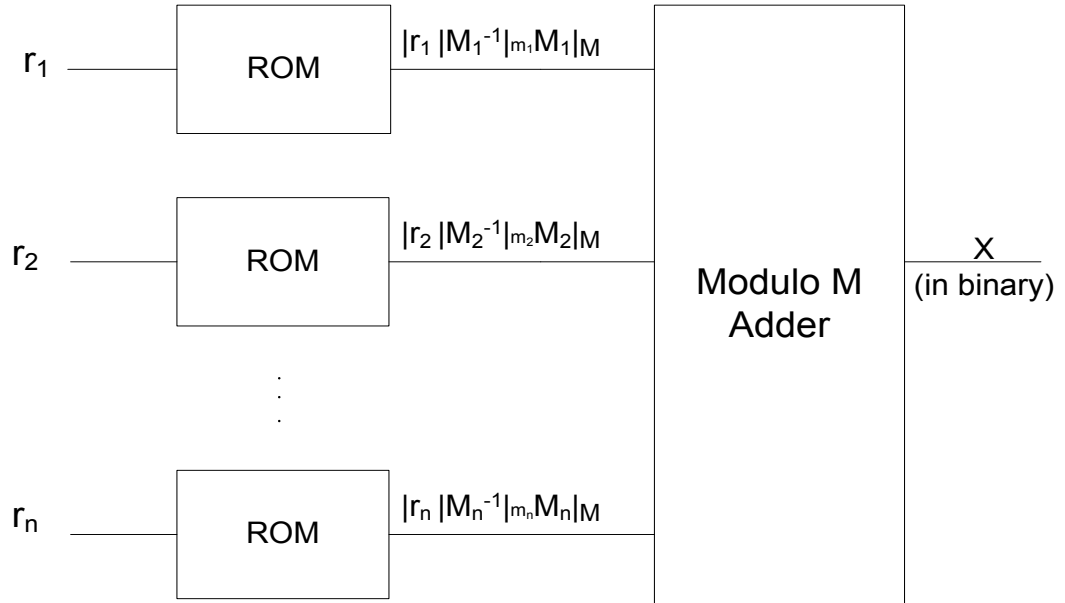 r₁ ROM |r₁ |M₁⁻¹|m₁M₁|M
r₂ ROM |r₂ |M₂⁻¹|m₂M₂|M
Modulo M
Adder
X
(in binary)
rₙ ROM |rₙ |Mₙ⁻¹|mₙMₙ|M